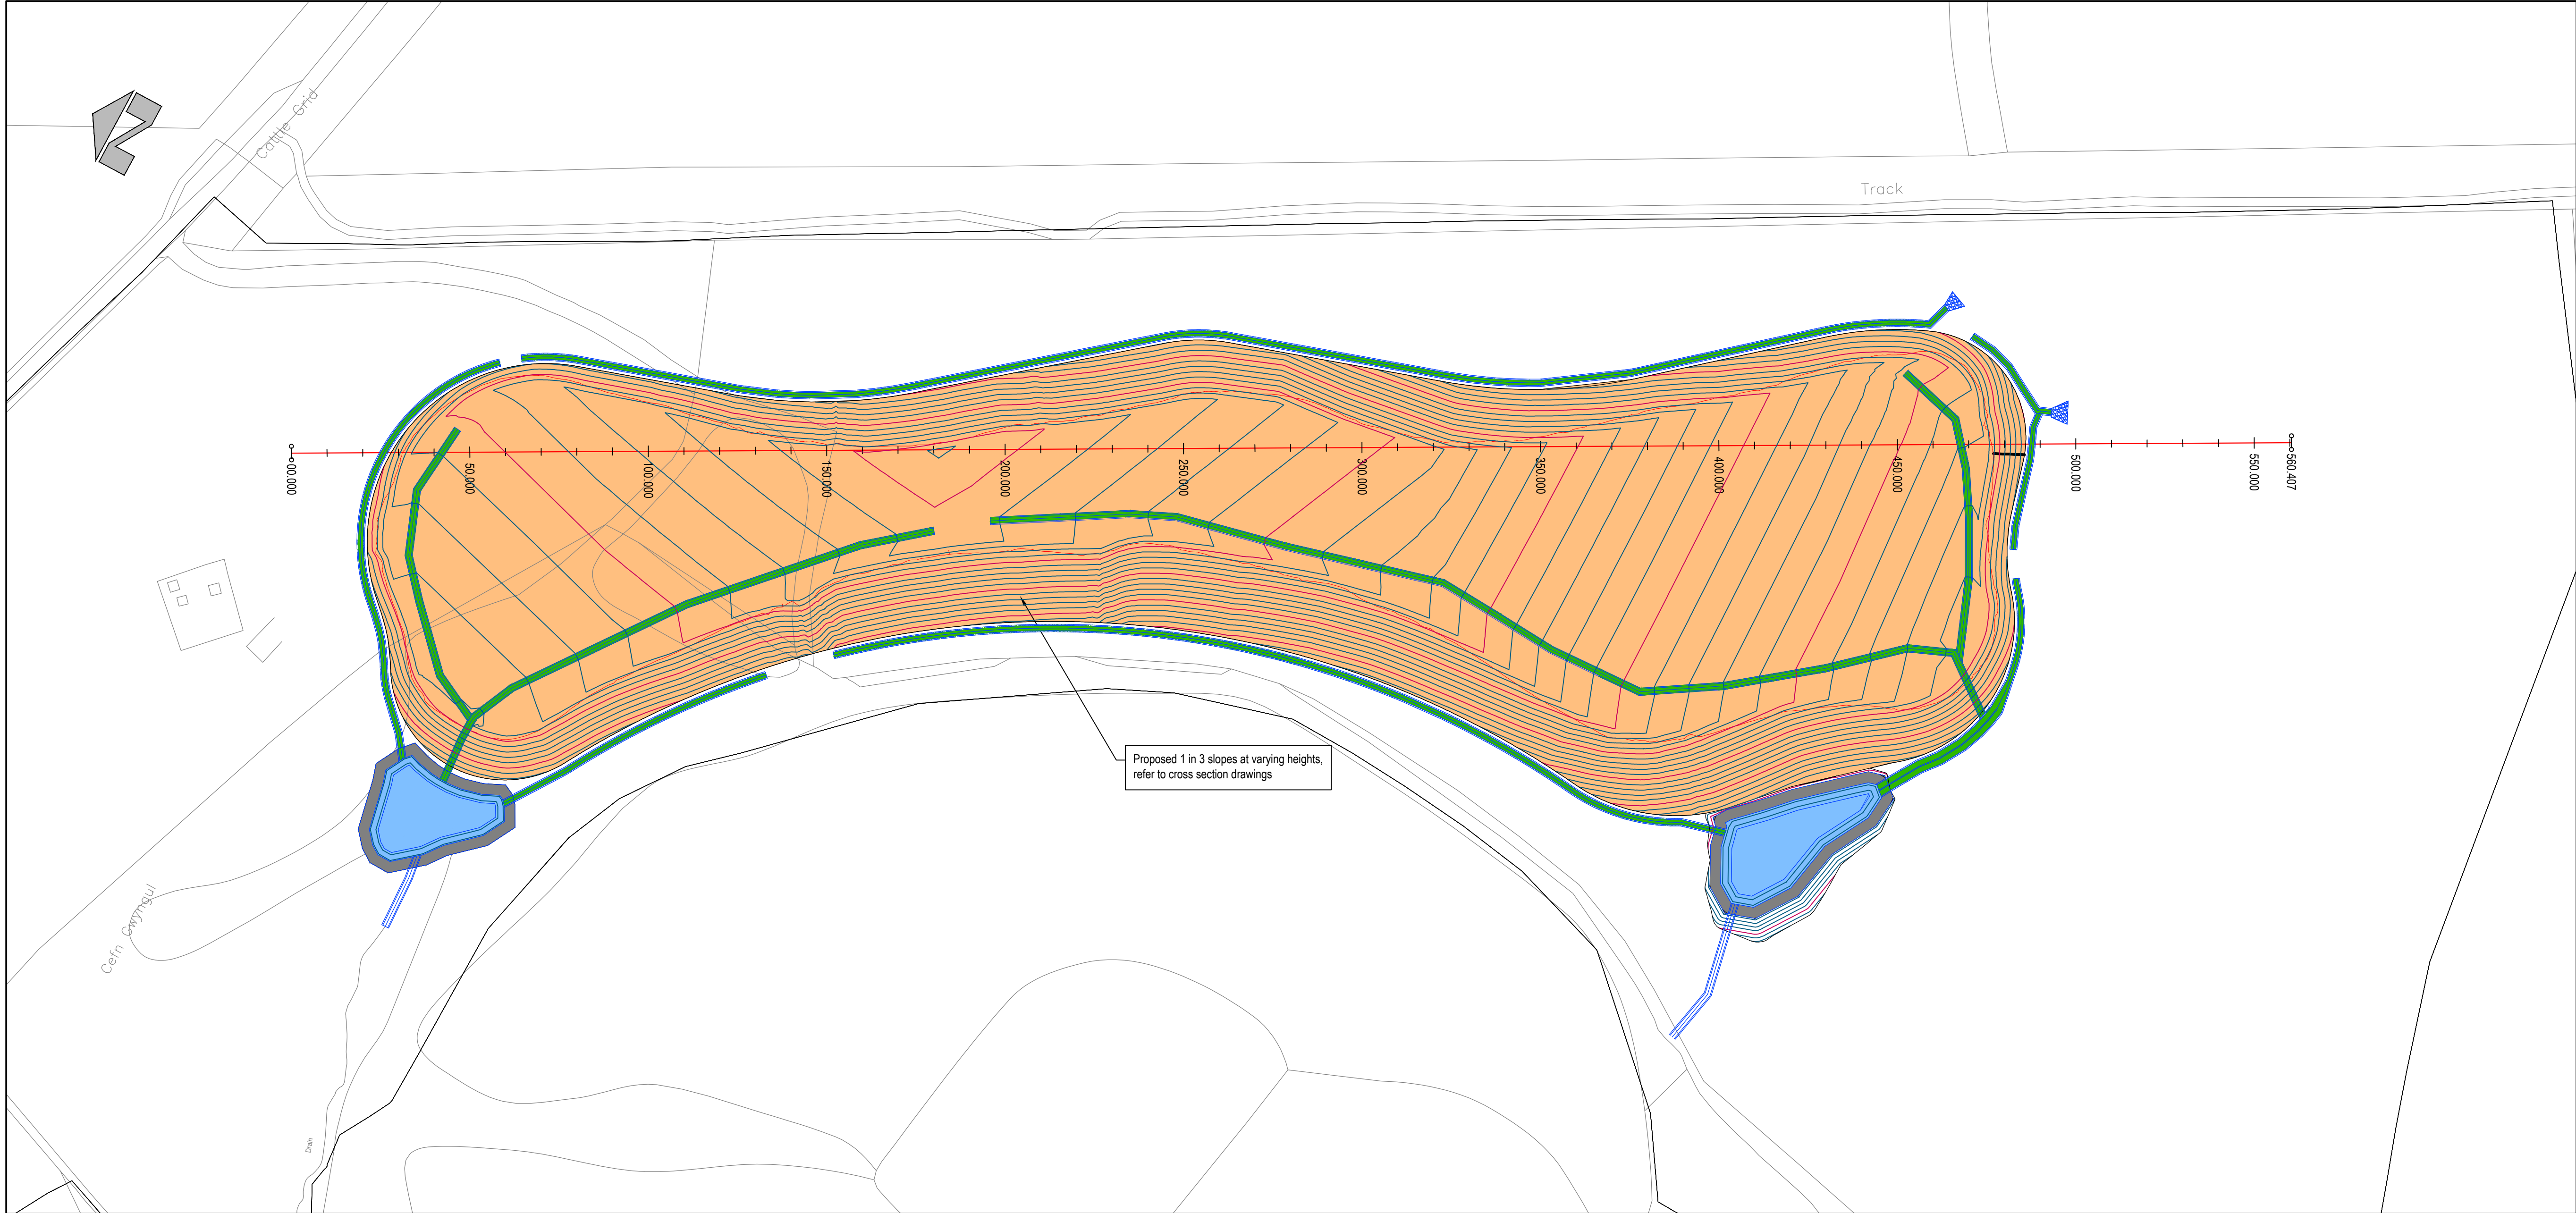 Cattle Grid
Track
00.000
50.000
100.000
150.000
200.000
250.000
300.000
350.000
400.000
450.000
500.000
550.000
560.407
Proposed 1 in 3 slopes at varying heights,
refer to cross section drawings
Cefn Gwyngul
Drain